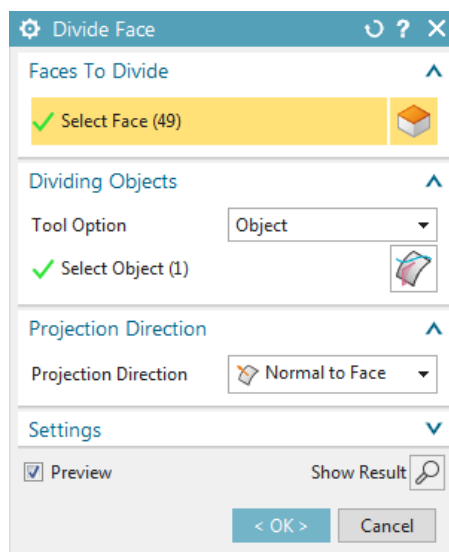 Divide Face
Faces To Divide
Select Face (49)
Dividing Objects
Tool Option Object
Select Object (1)
Projection Direction
Projection Direction Normal to Face
Settings
Preview Show Result
< OK > Cancel